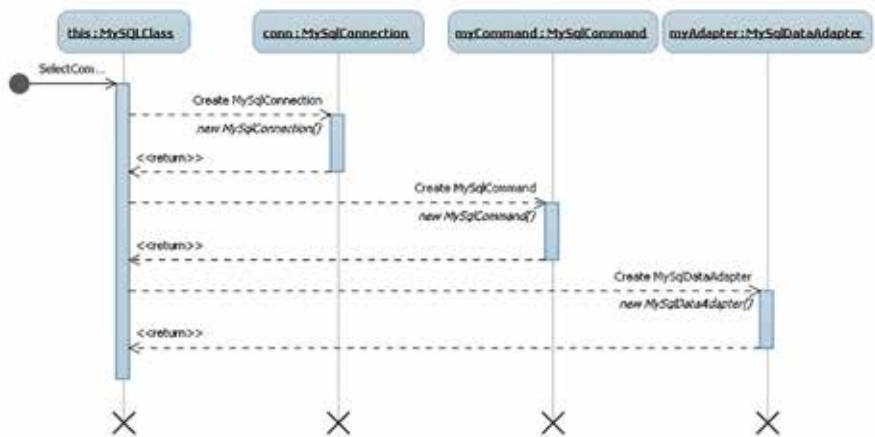 this:MySQLClass
conn:MySqlConnection
myCommand:MySqlCommand
myAdapter:MySqlDataAdapter
SelectCom...
Create MySqlConnection
new MySqlConnection()
<<return>>
Create MySqlCommand
new MySqlCommand()
<<return>>
Create MySqlDataAdapter
new MySqlDataAdapter()
<<return>>